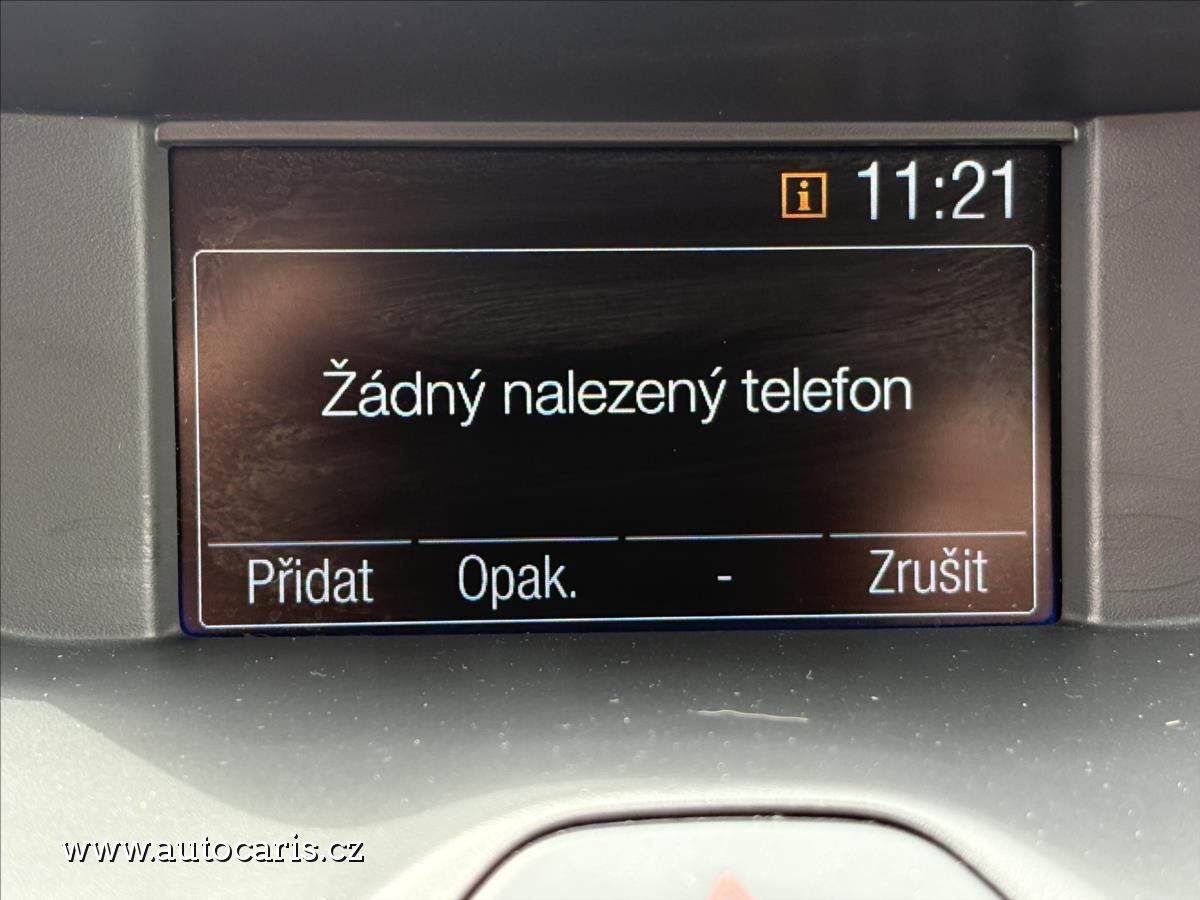 i 11:21
Žádný nalezený telefon
Přidat Opak. - Zrušit
www.autocaris.cz